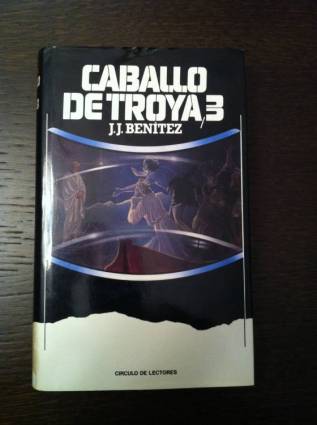 CABALLO
DE TROYA,3
J.J. BENÍTEZ
CIRCULO DE LECTORES